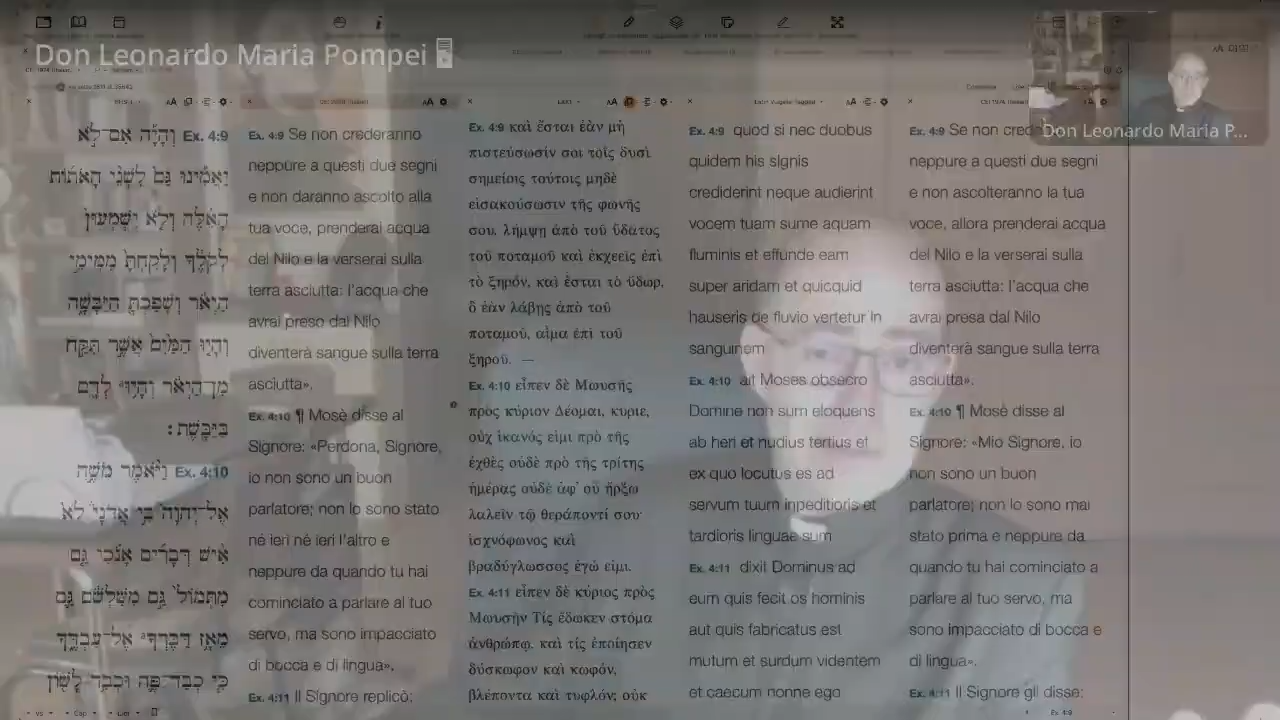 Don Leonardo Maria Pompei
Don Leonardo Maria P...
Ex. 4:9 וְהָיָה אִם־לֹא
יַאֲמִינוּ גַּם לִשְׁנֵי הָאֹתוֹת
הָאֵלֶּה וְלֹא יִשְׁמְעוּן
לְקֹלֶךָ וְלָקַחְתָּ מִמֵּימֵי
הַיְאֹר וְשָׁפַכְתָּ הַיַּבָּשָׁה
וְהָיוּ הַמַּיִם אֲשֶׁר תִּקַּח
מִן־הַיְאֹר וְהָיוּ לְדָם
בַּיַּבָּשֶׁת׃
Ex. 4:10 וַיֹּאמֶר מֹשֶׁה
אֶל־יְהוָה בִּי אֲדֹנָי לֹא
אִישׁ דְּבָרִים אָנֹכִי גַּם
מִתְּמוֹל גַּם מִשִּׁלְשֹׁם גַּם
מֵאָז דַּבֶּרְךָ אֶל־עַבְדֶּךָ
כִּי כְבַד־פֶּה וּכְבַד לָשׁוֹן
Ex. 4:9 Se non crederanno
neppure a questi due segni
e non daranno ascolto alla
tua voce, prenderai acqua
del Nilo e la verserai sulla
terra asciutta: l'acqua che
avrai preso dal Nilo
diventerà sangue sulla terra
asciutta».
Ex. 4:10 ¶ Mosè disse al
Signore: «Perdona, Signore,
io non sono un buon
parlatore; non lo sono stato
né ieri né ieri l'altro e
neppure da quando tu hai
cominciato a parlare al tuo
servo, ma sono impacciato
di bocca e di lingua».
Ex. 4:11 Il Signore replicò:
Ex. 4:9 καὶ ἔσται ἐὰν μὴ
πιστεύσωσίν σοι τοῖς δυσὶ
σημείοις τούτοις μηδὲ
εἰσακούσωσιν τῆς φωνῆς
σου, λήμψῃ ἀπὸ τοῦ ὕδατος
τοῦ ποταμοῦ καὶ ἐκχεεῖς ἐπὶ
τὸ ξηρόν, καὶ ἔσται τὸ ὕδωρ,
ὃ ἐὰν λάβῃς ἀπὸ τοῦ
ποταμοῦ, αἷμα ἐπὶ τοῦ
ξηροῦ. —
Ex. 4:10 εἶπεν δὲ Μωυσῆς
πρὸς κύριον Δέομαι, κύριε,
οὐχ ἱκανός εἰμι πρὸ τῆς
ἐχθὲς οὐδὲ πρὸ τῆς τρίτης
ἡμέρας οὐδὲ ἀφ᾽ οὗ ἤρξω
λαλεῖν τῷ θεράποντί σου·
ἰσχνόφωνος καὶ
βραδύγλωσσος ἐγώ εἰμι.
Ex. 4:11 εἶπεν δὲ κύριος πρὸς
Μωυσῆν Τίς ἔδωκεν στόμα
ἀνθρώπῳ, καὶ τίς ἐποίησεν
δύσκωφον καὶ κωφόν,
βλέποντα καὶ τυφλόν; οὐκ
Ex. 4:9 quod si nec duobus
quidem his signis
crediderint neque audierint
vocem tuam sume aquam
fluminis et effunde eam
super aridam et quicquid
hauseris de fluvio vertetur in
sanguinem
Ex. 4:10 ait Moses obsecro
Domine non sum eloquens
ab heri et nudius tertius et
ex quo locutus es ad
servum tuum inpeditioris et
tardioris linguae sum
Ex. 4:11 dixit Dominus ad
eum quis fecit os hominis
aut quis fabricatus est
mutum et surdum videntem
et caecum nonne ego
Ex. 4:9 Se non cred
neppure a questi due segni
e non ascolteranno la tua
voce, allora prenderai acqua
del Nilo e la verserai sulla
terra asciutta: l'acqua che
avrai presa dal Nilo
diventerà sangue sulla terra
asciutta».
Ex. 4:10 ¶ Mosè disse al
Signore: «Mio Signore, io
non sono un buon
parlatore; non lo sono mai
stato prima e neppure da
quando tu hai cominciato a
parlare al tuo servo, ma
sono impacciato di bocca e
di lingua».
Ex. 4:11 Il Signore gli disse:
Ex. 4:9